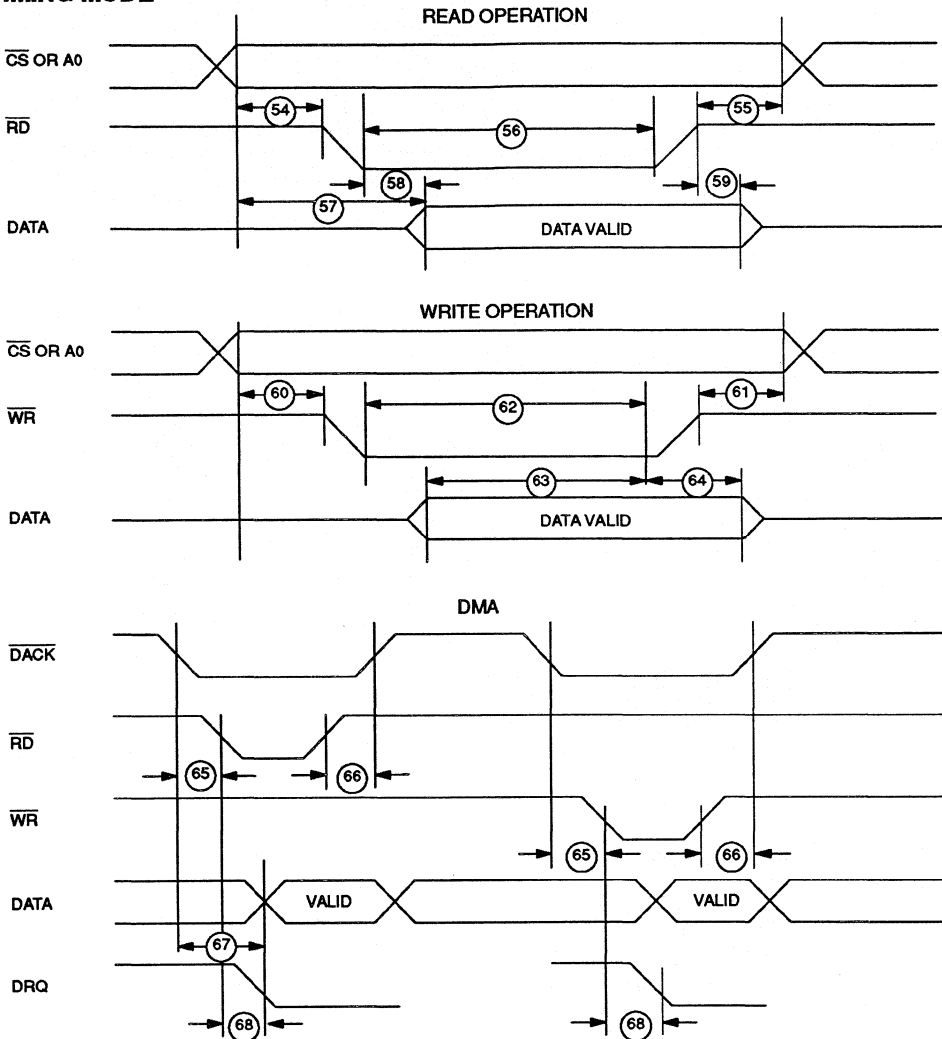 READ OPERATION
CS OR A0
54
55
RD
56
58
59
57
DATA
DATA VALID
WRITE OPERATION
CS OR A0
60
61
WR
62
63
64
DATA
DATA VALID
DMA
DACK
RD
65
66
WR
65
66
DATA
VALID
VALID
67
DRQ
68
68